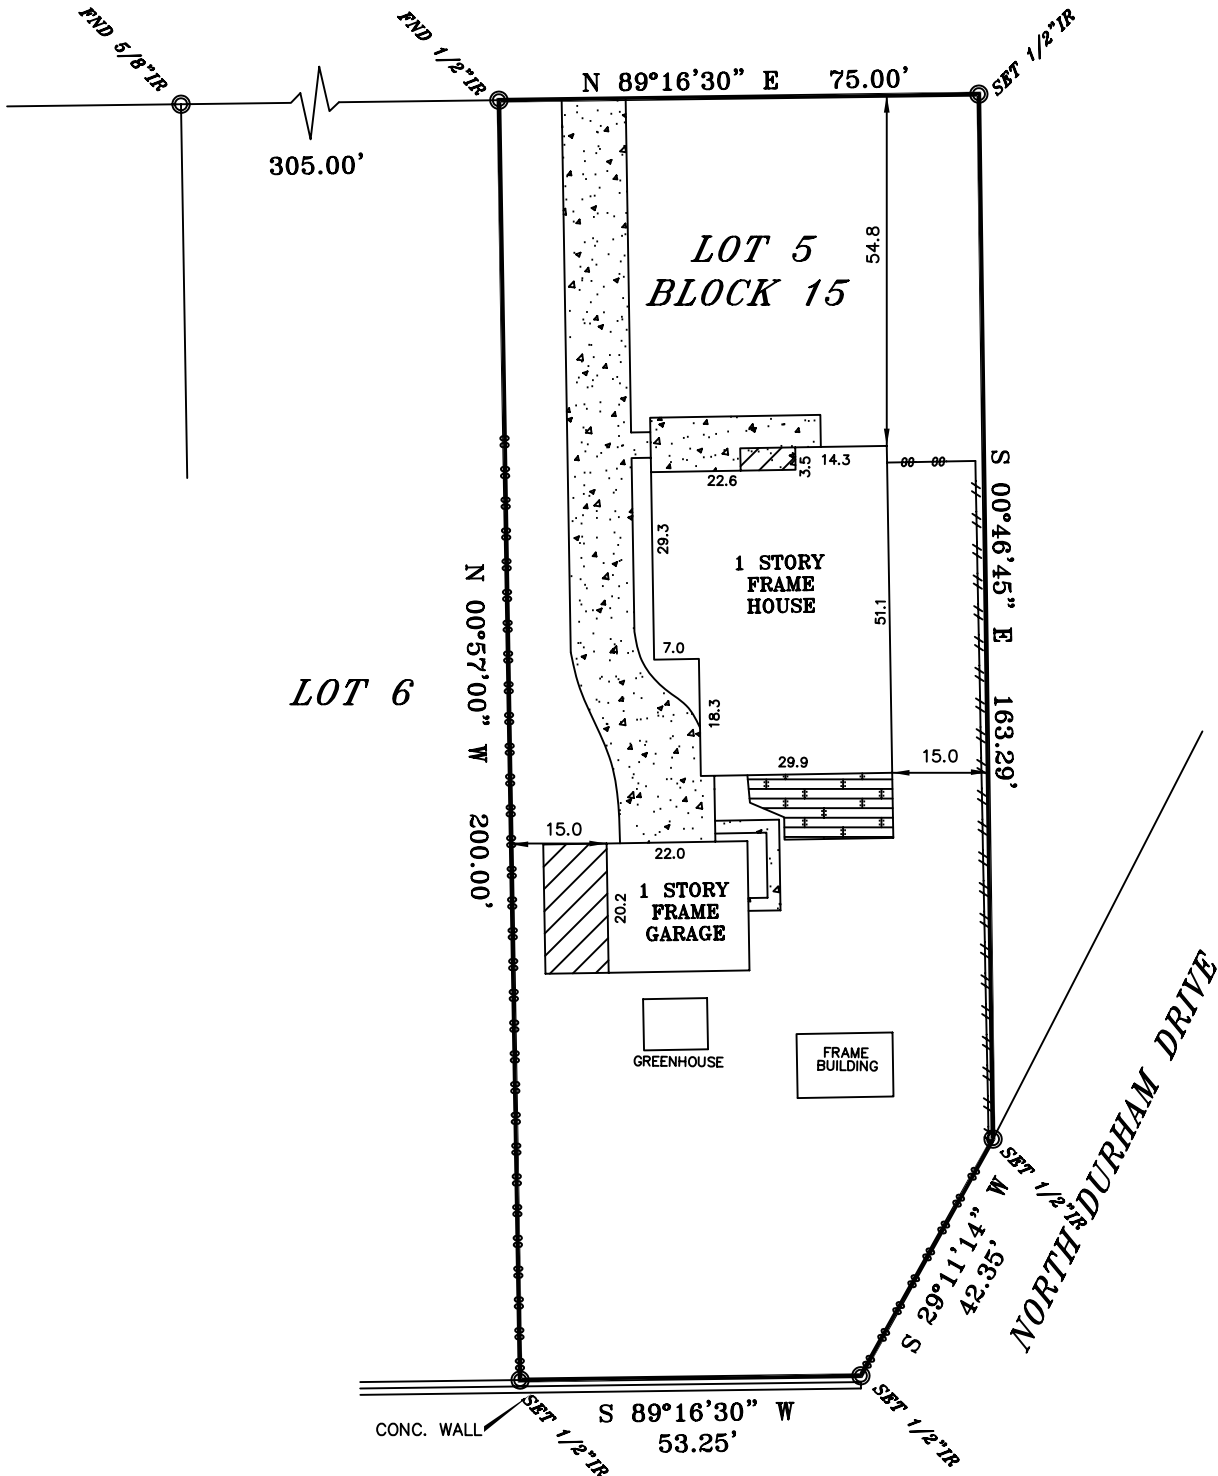 FND 5/8"IR
FND 1/2"IR
N 89°16'30" E 75.00'
SET 1/2"IR
305.00'
LOT 5
BLOCK 15
54.8
22.6
3.5
14.3
29.3
1 STORY
FRAME
HOUSE
51.1
7.0
18.3
29.9
15.0
S 00°46'45" E 163.29'
N 00°57'00" W 200.00'
LOT 6
15.0
22.0
20.2
1 STORY
FRAME
GARAGE
GREENHOUSE
FRAME
BUILDING
NORTH DURHAM DRIVE
SET 1/2"IR
S 29°11'14" W
42.35'
SET 1/2"IR
S 89°16'30" W
53.25'
CONC. WALL
SET 1/2"IR